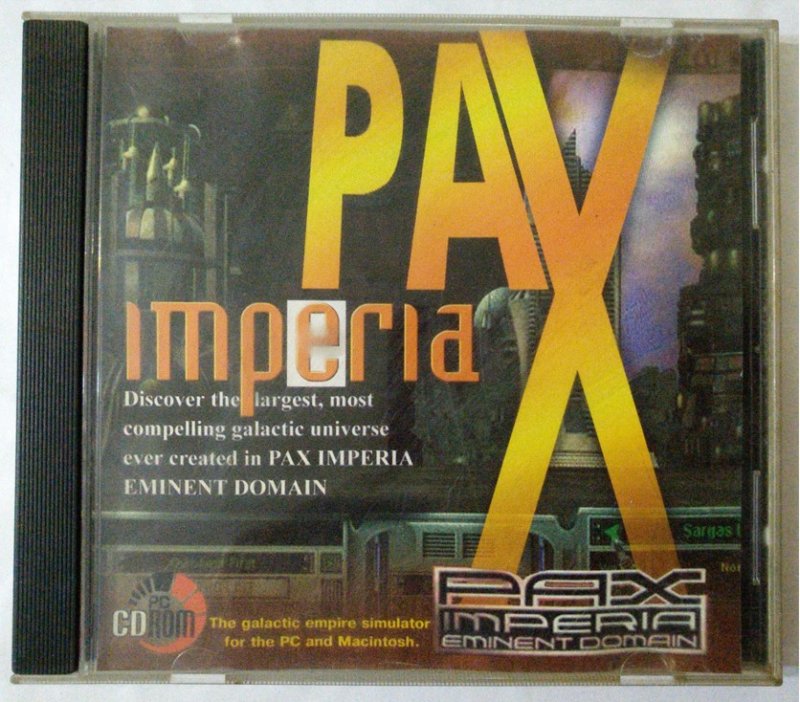 PAX
imperia
Discover the largest, most
compelling galactic universe
ever created in PAX IMPERIA
EMINENT DOMAIN
Sargas
Nor
PC
CD ROM
The galactic empire simulator
for the PC and Macintosh.
PAX
IMPERIA
EMINENT DOMAIN